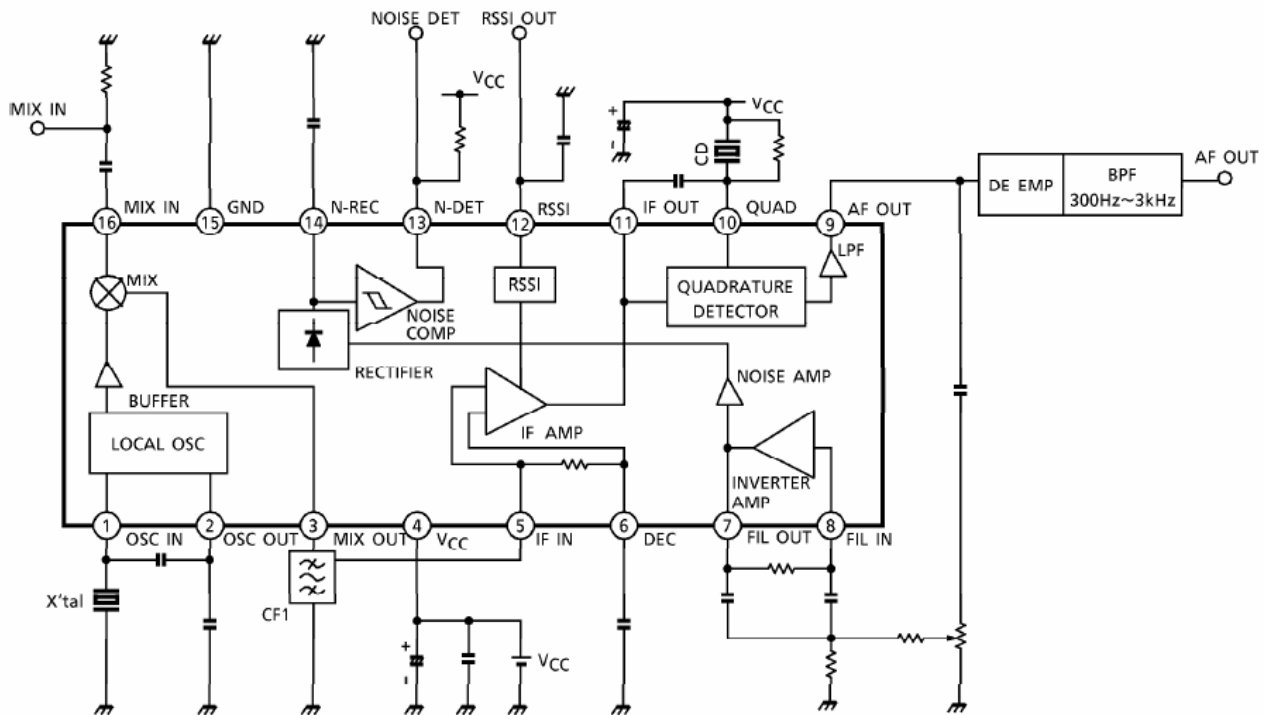 NOISE DET
RSSI OUT
VCC
MIX IN
+
-
VCC
CD
AF OUT
DE EMP
BPF
300Hz~3kHz
16
MIX IN
15
GND
14
N-REC
13
N-DET
12
RSSI
11
IF OUT
10
QUAD
9
AF OUT
LPF
MIX
RSSI
QUADRATURE
DETECTOR
NOISE
COMP
RECTIFIER
NOISE AMP
BUFFER
IF AMP
LOCAL OSC
INVERTER
AMP
1
OSC IN
2
OSC OUT
3
MIX OUT
4
VCC
5
IF IN
6
DEC
7
FIL OUT
8
FIL IN
X'tal
CF1
+
-
VCC